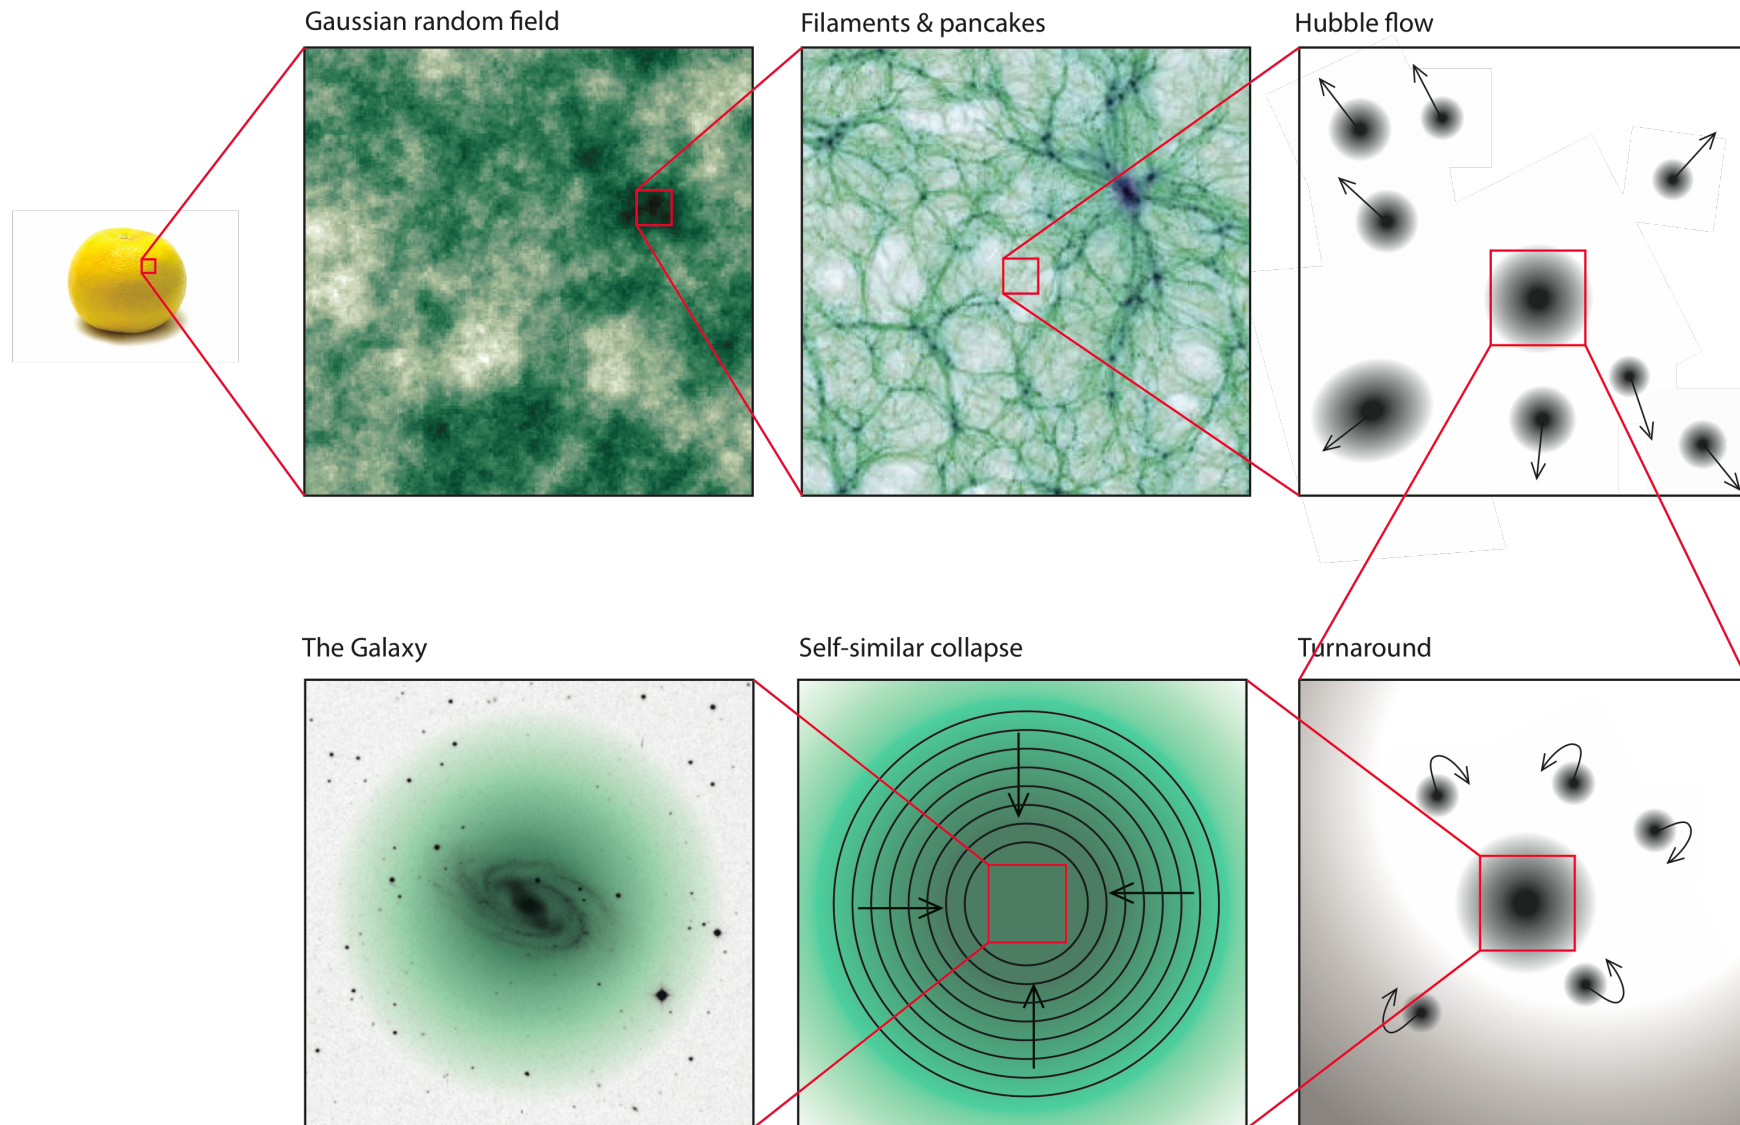 Gaussian random field
Filaments & pancakes
Hubble flow
The Galaxy
Self-similar collapse
Turnaround